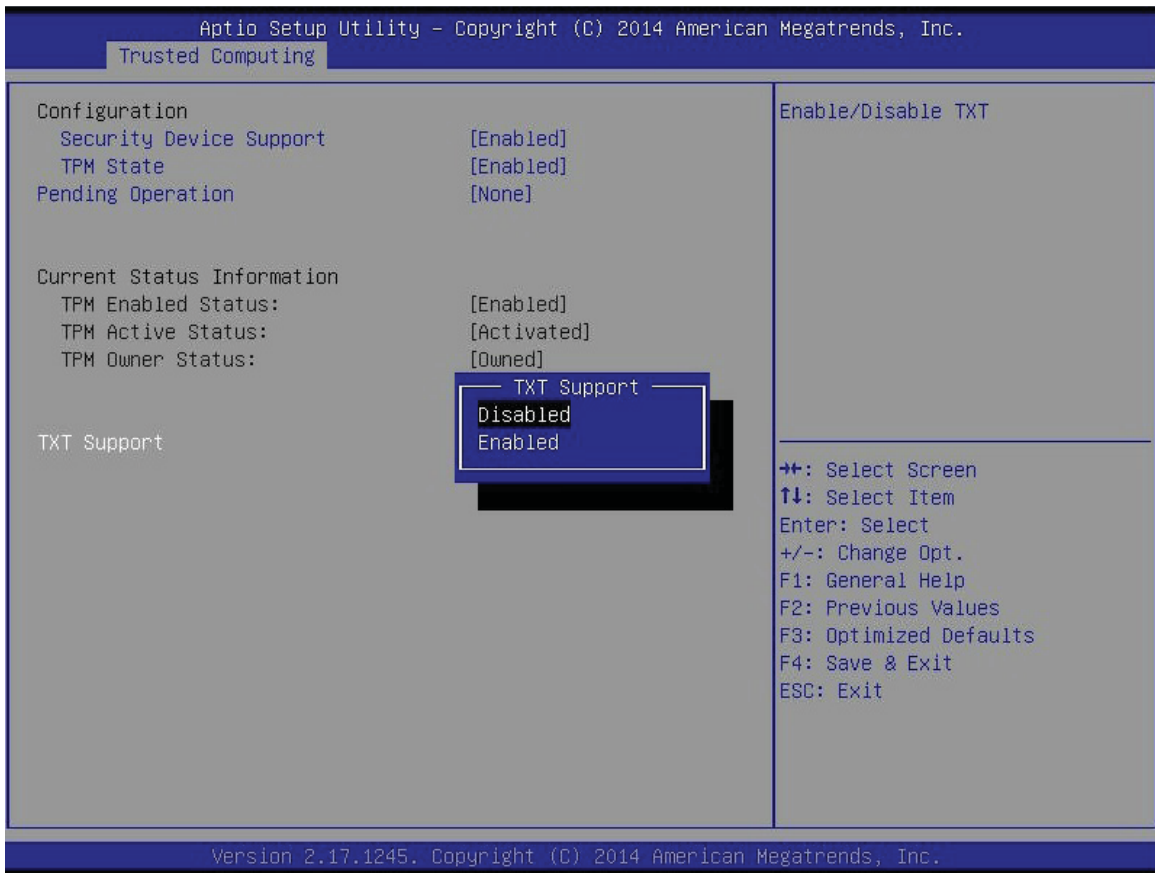 Aptio Setup Utility – Copyright (C) 2014 American Megatrends, Inc.
Trusted Computing
Configuration
Security Device Support [Enabled]
TPM State [Enabled]
Pending Operation [None]
Current Status Information
TPM Enabled Status: [Enabled]
TPM Active Status: [Activated]
TPM Owner Status: [Owned]
TXT Support
TXT Support
Disabled
Enabled
Enable/Disable TXT
→←: Select Screen
↑↓: Select Item
Enter: Select
+/-: Change Opt.
F1: General Help
F2: Previous Values
F3: Optimized Defaults
F4: Save & Exit
ESC: Exit
Version 2.17.1245. Copyright (C) 2014 American Megatrends, Inc.